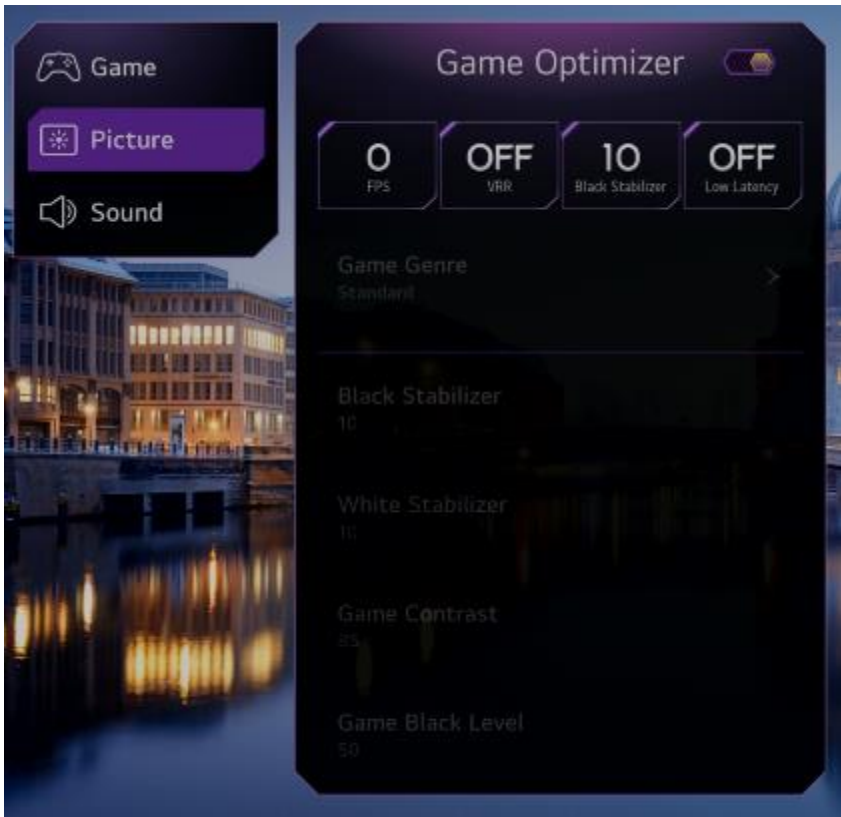 Game
Picture
Sound
Game Optimizer
0
FPS
OFF
VRR
10
Black Stabilizer
OFF
Low Latency
Game Genre
Standard
Black Stabilizer
10
White Stabilizer
10
Game Contrast
85
Game Black Level
50